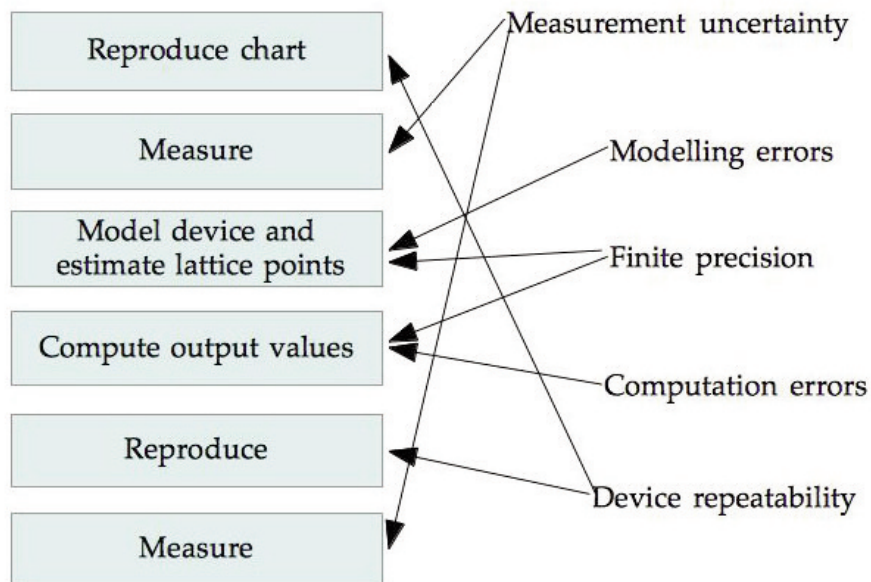 Reproduce chart
Measure
Model device and
estimate lattice points
Compute output values
Reproduce
Measure
Measurement uncertainty
Modelling errors
Finite precision
Computation errors
Device repeatability